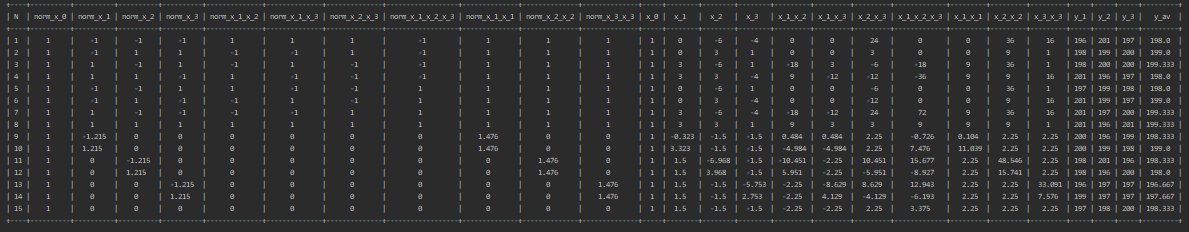 | N | norm_x_0 | norm_x_1 | norm_x_2 | norm_x_3 | norm_x_1_x_2 | norm_x_1_x_3 | norm_x_2_x_3 | norm_x_1_x_2_x_3 | norm_x_1_x_1 | norm_x_2_x_2 | norm_x_3_x_3 | x_0 | x_1 | x_2 | x_3 | x_1_x_2 | x_1_x_3 | x_2_x_3 | x_1_x_2_x_3 | x_1_x_1 | x_2_x_2 | x_3_x_3 | y_1 | y_2 | y_3 | y_av |
| 1 | 1 | -1 | -1 | -1 | 1 | 1 | 1 | -1 | 1 | 1 | 1 | 1 | 0 | -6 | -4 | 0 | 0 | 24 | 0 | 0 | 36 | 16 | 196 | 201 | 197 | 198.0 |
| 2 | 1 | -1 | 1 | 1 | -1 | -1 | 1 | -1 | 1 | 1 | 1 | 1 | 0 | 3 | 1 | 0 | 0 | 3 | 0 | 0 | 9 | 1 | 198 | 199 | 200 | 199.0 |
| 3 | 1 | 1 | -1 | 1 | -1 | 1 | -1 | -1 | 1 | 1 | 1 | 1 | 3 | -6 | 1 | -18 | 3 | -6 | -18 | 9 | 36 | 1 | 198 | 200 | 200 | 199.333 |
| 4 | 1 | 1 | 1 | -1 | 1 | -1 | -1 | -1 | 1 | 1 | 1 | 1 | 3 | 3 | -4 | 9 | -12 | -12 | -36 | 9 | 9 | 16 | 201 | 196 | 197 | 198.0 |
| 5 | 1 | -1 | -1 | 1 | 1 | -1 | -1 | 1 | 1 | 1 | 1 | 1 | 0 | -6 | 1 | 0 | 0 | -6 | 0 | 0 | 36 | 1 | 197 | 201 | 196 | 198.0 |
| 6 | 1 | -1 | 1 | -1 | -1 | 1 | -1 | 1 | 1 | 1 | 1 | 1 | 0 | 3 | -4 | 0 | 0 | -12 | 0 | 0 | 9 | 16 | 201 | 199 | 197 | 199.0 |
| 7 | 1 | 1 | -1 | -1 | -1 | -1 | 1 | 1 | 1 | 1 | 1 | 1 | 3 | -6 | -4 | -18 | -12 | 24 | 72 | 9 | 36 | 16 | 201 | 197 | 200 | 199.333 |
| 8 | 1 | 1 | 1 | 1 | 1 | 1 | 1 | 1 | 1 | 1 | 1 | 1 | 3 | 3 | 1 | 9 | 3 | 3 | 9 | 9 | 9 | 1 | 201 | 196 | 201 | 199.333 |
| 9 | 1 | -1.215 | 0 | 0 | 0 | 0 | 0 | 0 | 1.476 | 0 | 0 | 1 | -0.323 | -1.5 | -1.5 | 0.484 | 0.484 | 2.25 | -0.726 | 0.104 | 2.25 | 2.25 | 200 | 196 | 199 | 198.333 |
| 10 | 1 | 1.215 | 0 | 0 | 0 | 0 | 0 | 0 | 1.476 | 0 | 0 | 1 | 3.323 | -1.5 | -1.5 | -4.984 | -4.984 | 2.25 | 7.476 | 11.039 | 2.25 | 2.25 | 200 | 199 | 198 | 199.0 |
| 11 | 1 | 0 | -1.215 | 0 | 0 | 0 | 0 | 0 | 0 | 1.476 | 0 | 1 | 1.5 | -6.968 | -1.5 | -10.451 | -2.25 | 10.451 | 15.677 | 2.25 | 48.546 | 2.25 | 198 | 201 | 196 | 198.333 |
| 12 | 1 | 0 | 1.215 | 0 | 0 | 0 | 0 | 0 | 0 | 1.476 | 0 | 1 | 1.5 | 3.968 | -1.5 | 5.951 | -2.25 | -5.951 | -8.927 | 2.25 | 15.741 | 2.25 | 198 | 196 | 200 | 198.0 |
| 13 | 1 | 0 | 0 | -1.215 | 0 | 0 | 0 | 0 | 0 | 0 | 1.476 | 1 | 1.5 | -1.5 | -5.753 | -2.25 | -8.629 | 8.629 | 12.943 | 2.25 | 2.25 | 33.091 | 196 | 197 | 197 | 196.667 |
| 14 | 1 | 0 | 0 | 1.215 | 0 | 0 | 0 | 0 | 0 | 0 | 1.476 | 1 | 1.5 | -1.5 | 2.753 | -2.25 | 4.129 | -4.129 | -6.193 | 2.25 | 2.25 | 7.576 | 199 | 197 | 197 | 197.667 |
| 15 | 1 | 0 | 0 | 0 | 0 | 0 | 0 | 0 | 0 | 0 | 0 | 1 | 1.5 | -1.5 | -1.5 | -2.25 | -2.25 | 2.25 | 3.375 | 2.25 | 2.25 | 2.25 | 197 | 198 | 200 | 198.333 |